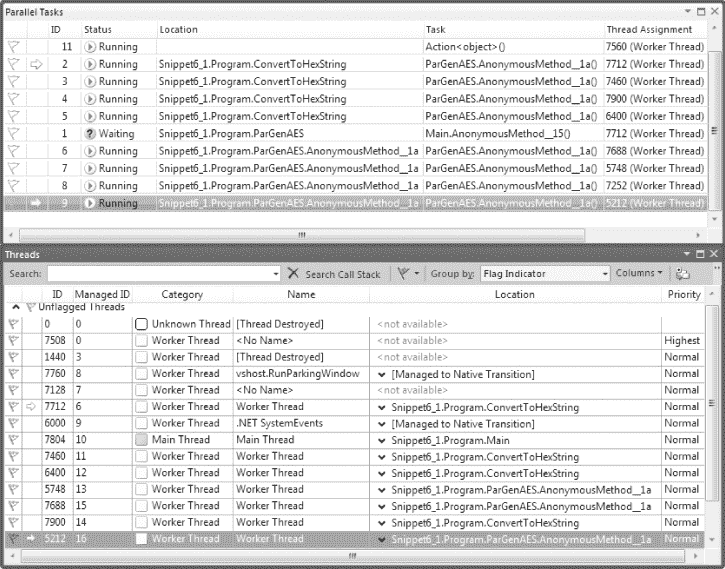 Parallel Tasks
ID Status Location Task Thread Assignment
11 Running Action<object>() 7560 (Worker Thread)
2 Running Snippet6_1.Program.ConvertToHexString ParGenAES.AnonymousMethod__1a() 7712 (Worker Thread)
3 Running Snippet6_1.Program.ConvertToHexString ParGenAES.AnonymousMethod__1a() 7460 (Worker Thread)
4 Running Snippet6_1.Program.ConvertToHexString ParGenAES.AnonymousMethod__1a() 7900 (Worker Thread)
5 Running Snippet6_1.Program.ConvertToHexString ParGenAES.AnonymousMethod__1a() 6400 (Worker Thread)
1 ? Waiting Snippet6_1.Program.ParGenAES Main.AnonymousMethod__15() 7712 (Worker Thread)
6 Running Snippet6_1.Program.ParGenAES.AnonymousMethod__1a ParGenAES.AnonymousMethod__1a() 7688 (Worker Thread)
7 Running Snippet6_1.Program.ParGenAES.AnonymousMethod__1a ParGenAES.AnonymousMethod__1a() 5748 (Worker Thread)
8 Running Snippet6_1.Program.ParGenAES.AnonymousMethod__1a ParGenAES.AnonymousMethod__1a() 7252 (Worker Thread)
9 Running Snippet6_1.Program.ParGenAES.AnonymousMethod__1a ParGenAES.AnonymousMethod__1a() 5212 (Worker Thread)
Threads
Search: Search Call Stack Group by: Flag Indicator Columns
ID Managed ID Category Name Location Priority
Unflagged Threads
0 0 Unknown Thread [Thread Destroyed] <not available>
7508 0 Worker Thread <No Name> <not available> Highest
1440 3 Worker Thread [Thread Destroyed] <not available> Normal
7760 8 Worker Thread vshost.RunParkingWindow [Managed to Native Transition] Normal
7128 7 Worker Thread <No Name> <not available> Normal
7712 6 Worker Thread Worker Thread Snippet6_1.Program.ConvertToHexString Normal
6000 9 Worker Thread .NET SystemEvents [Managed to Native Transition] Normal
7804 10 Main Thread Main Thread Snippet6_1.Program.Main Normal
7460 11 Worker Thread Worker Thread Snippet6_1.Program.ConvertToHexString Normal
6400 12 Worker Thread Worker Thread Snippet6_1.Program.ConvertToHexString Normal
5748 13 Worker Thread Worker Thread Snippet6_1.Program.ParGenAES.AnonymousMethod__1a Normal
7688 15 Worker Thread Worker Thread Snippet6_1.Program.ParGenAES.AnonymousMethod__1a Normal
7900 14 Worker Thread Worker Thread Snippet6_1.Program.ConvertToHexString Normal
5212 16 Worker Thread Worker Thread Snippet6_1.Program.ParGenAES.AnonymousMethod__1a Normal